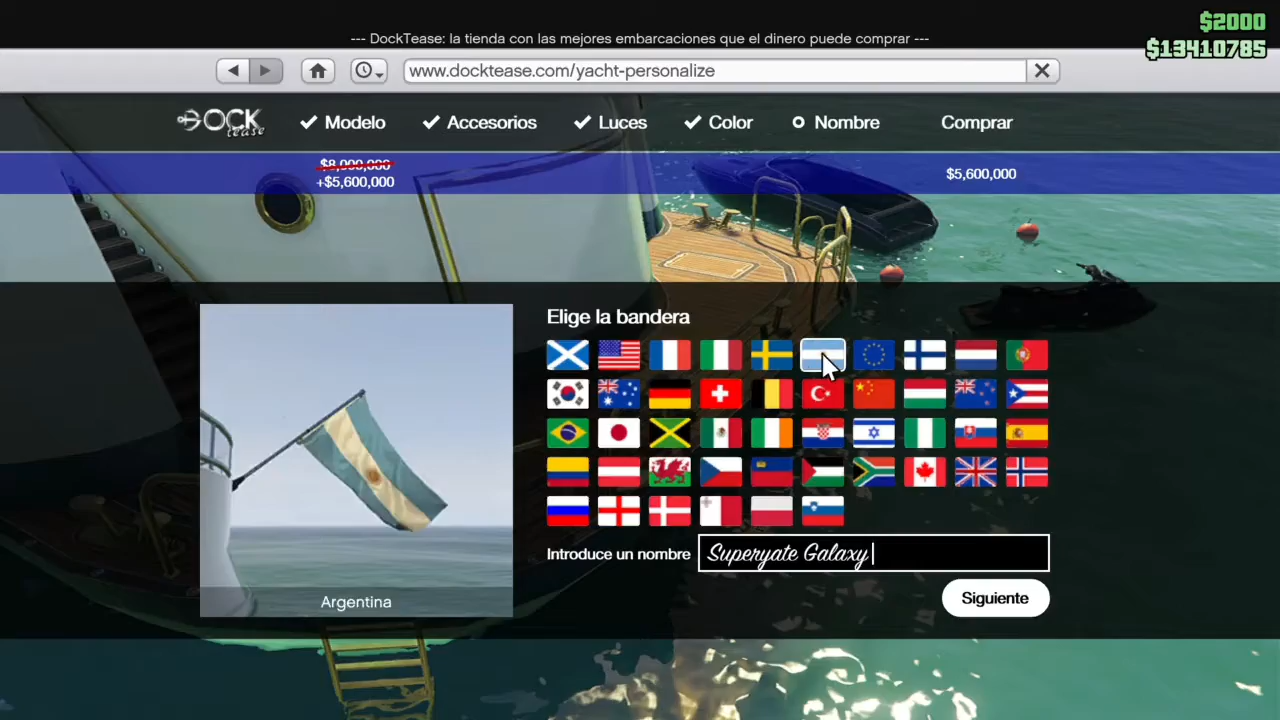 $2000
--- DockTease: la tienda con las mejores embarcaciones que el dinero puede comprar ---
$13410785
www.docktease.com/yacht-personalize
DOCK tease
Modelo
Accesorios
Luces
Color
Nombre
Comprar
$8,000,000
+$5,600,000
$5,600,000
Elige la bandera
Argentina
Introduce un nombre
Superyate Galaxy
Siguiente